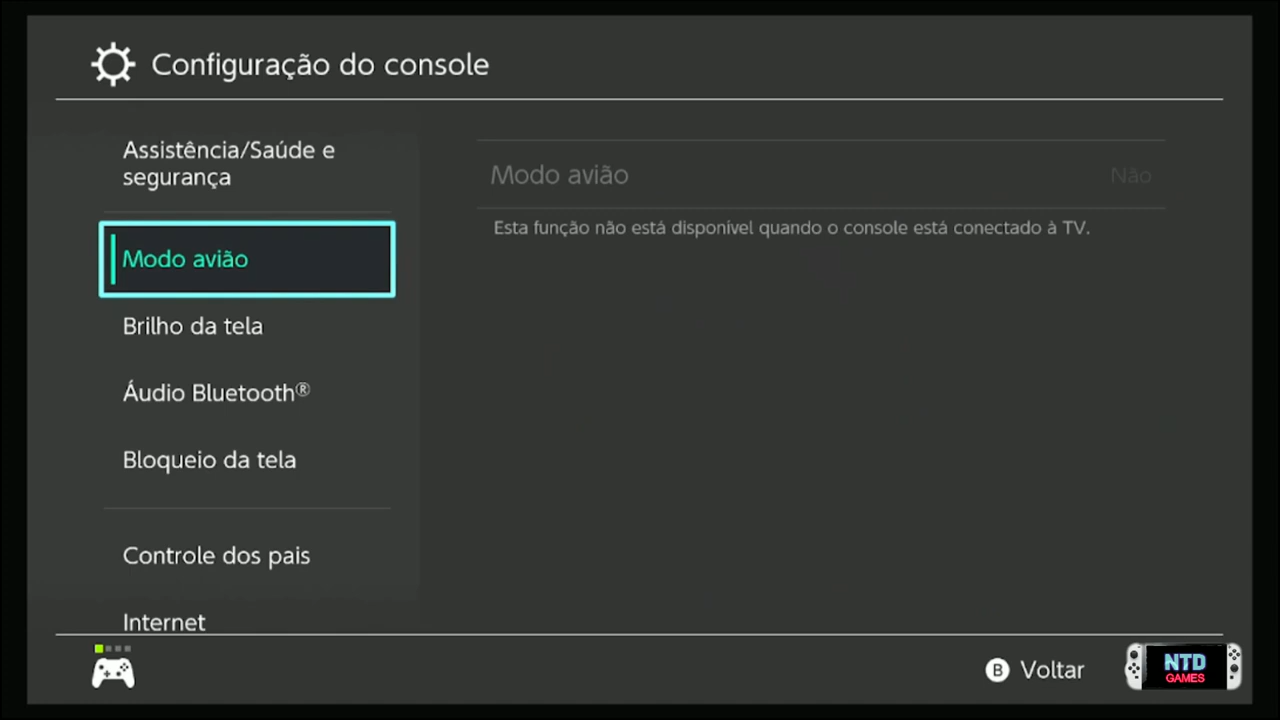 Configuração do console
Assistência/Saúde e
segurança
Modo avião
Brilho da tela
Áudio Bluetooth®
Bloqueio da tela
Controle dos pais
Internet
Modo avião Não
Esta função não está disponível quando o console está conectado à TV.
B Voltar
NTD
GAMES